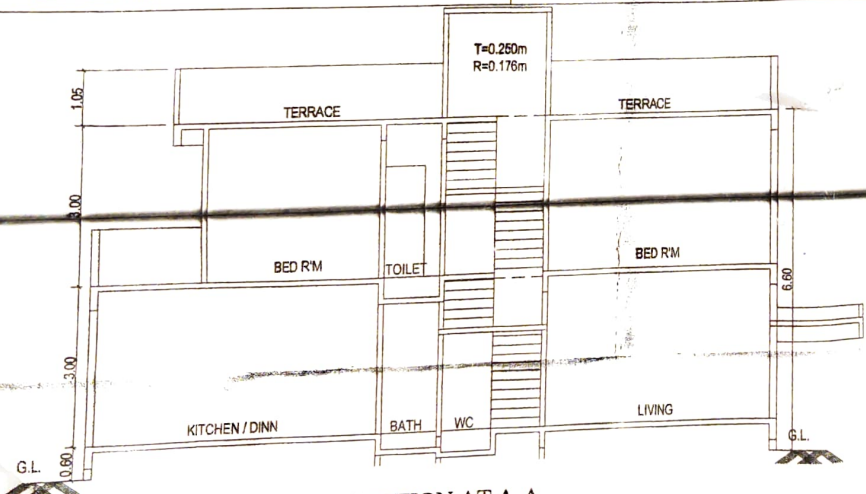 T=0.250m
R=0.176m
1.05
TERRACE
TERRACE
3.00
BED R'M
TOILET
BED R'M
6.60
3.00
KITCHEN / DINN
BATH
WC
LIVING
G.L.
0.60
G.L.
AT A-A